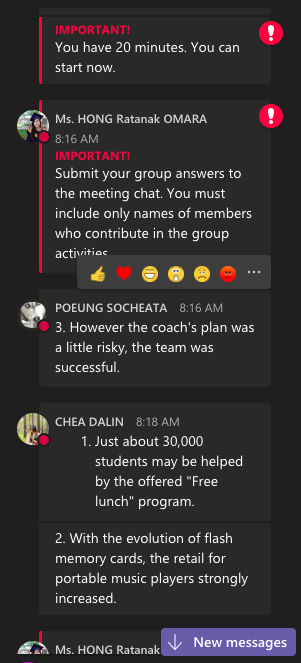 IMPORTANT!
You have 20 minutes. You can
start now.
Ms. HONG Ratanak OMARA
8:16 AM
IMPORTANT!
Submit your group answers to
the meeting chat. You must
include only names of members
who contribute in the group
activities
POEUNG SOCHEATA 8:16 AM
3. However the coach's plan was
a little risky, the team was
successful.
CHEA DALIN 8:18 AM
1. Just about 30,000
students may be helped
by the offered "Free
lunch" program.
2. With the evolution of flash
memory cards, the retail for
portable music players strongly
increased.
Ms. HONG Ratanak
New messages